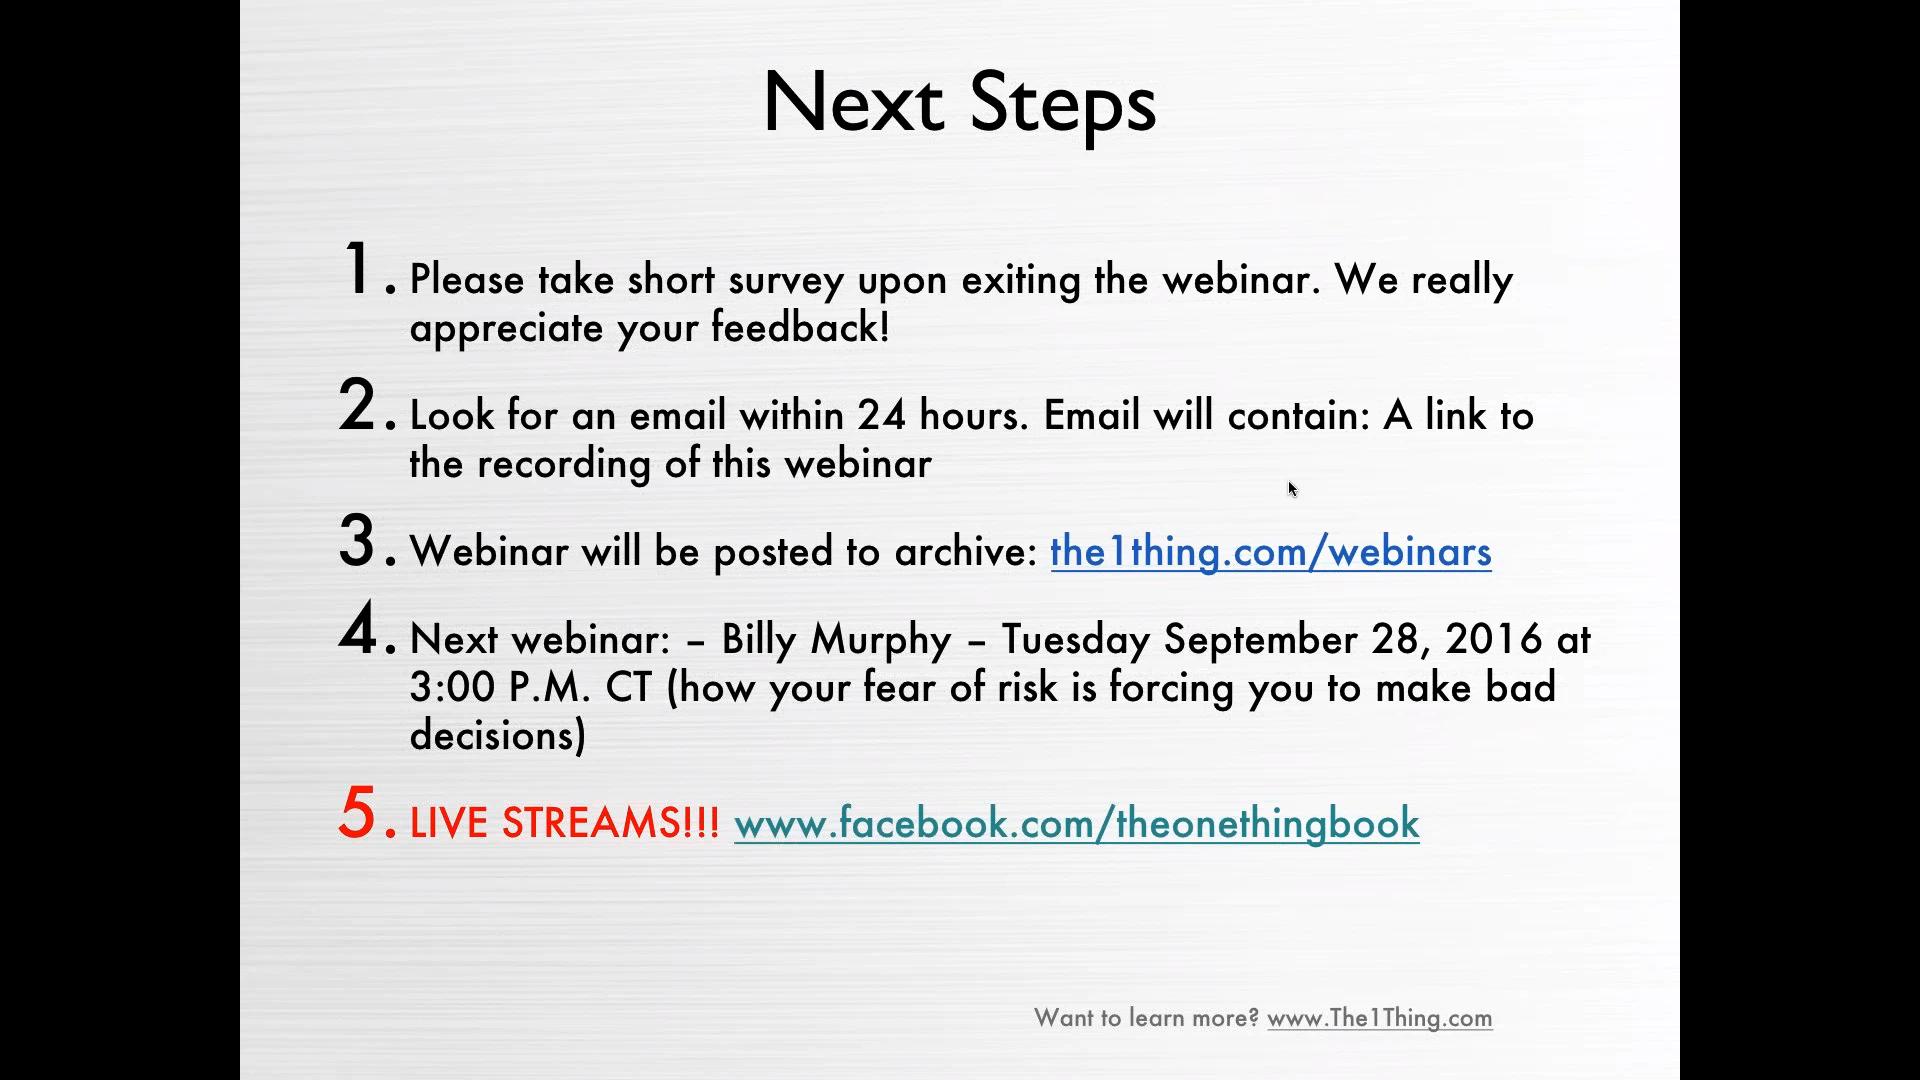 Next Steps
1. Please take short survey upon exiting the webinar. We really
appreciate your feedback!
2. Look for an email within 24 hours. Email will contain: A link to
the recording of this webinar
3. Webinar will be posted to archive: the1thing.com/webinars
4. Next webinar: – Billy Murphy – Tuesday September 28, 2016 at
3:00 P.M. CT (how your fear of risk is forcing you to make bad
decisions)
5. LIVE STREAMS!!! www.facebook.com/theonethingbook
Want to learn more? www.The1Thing.com